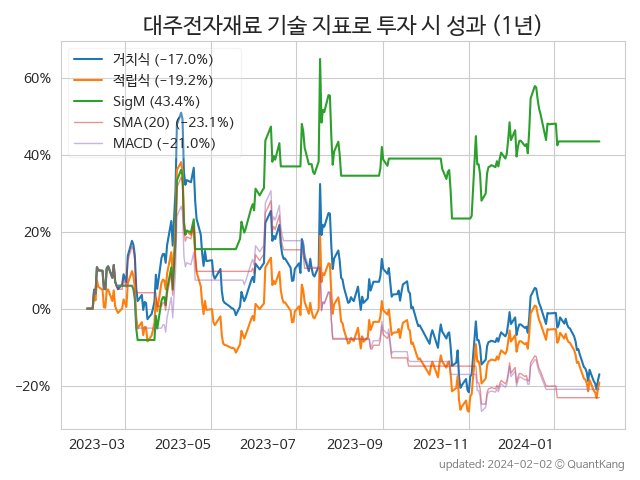 대주전자재료 기술 지표로 투자 시 성과 (1년)
거치식 (−17.0%)
적립식 (−19.2%)
SigM (43.4%)
SMA(20) (−23.1%)
MACD (−21.0%)
60%
40%
20%
0%
−20%
2023−03
2023−05
2023−07
2023−09
2023−11
2024−01
updated: 2024−02−02 © QuantKang